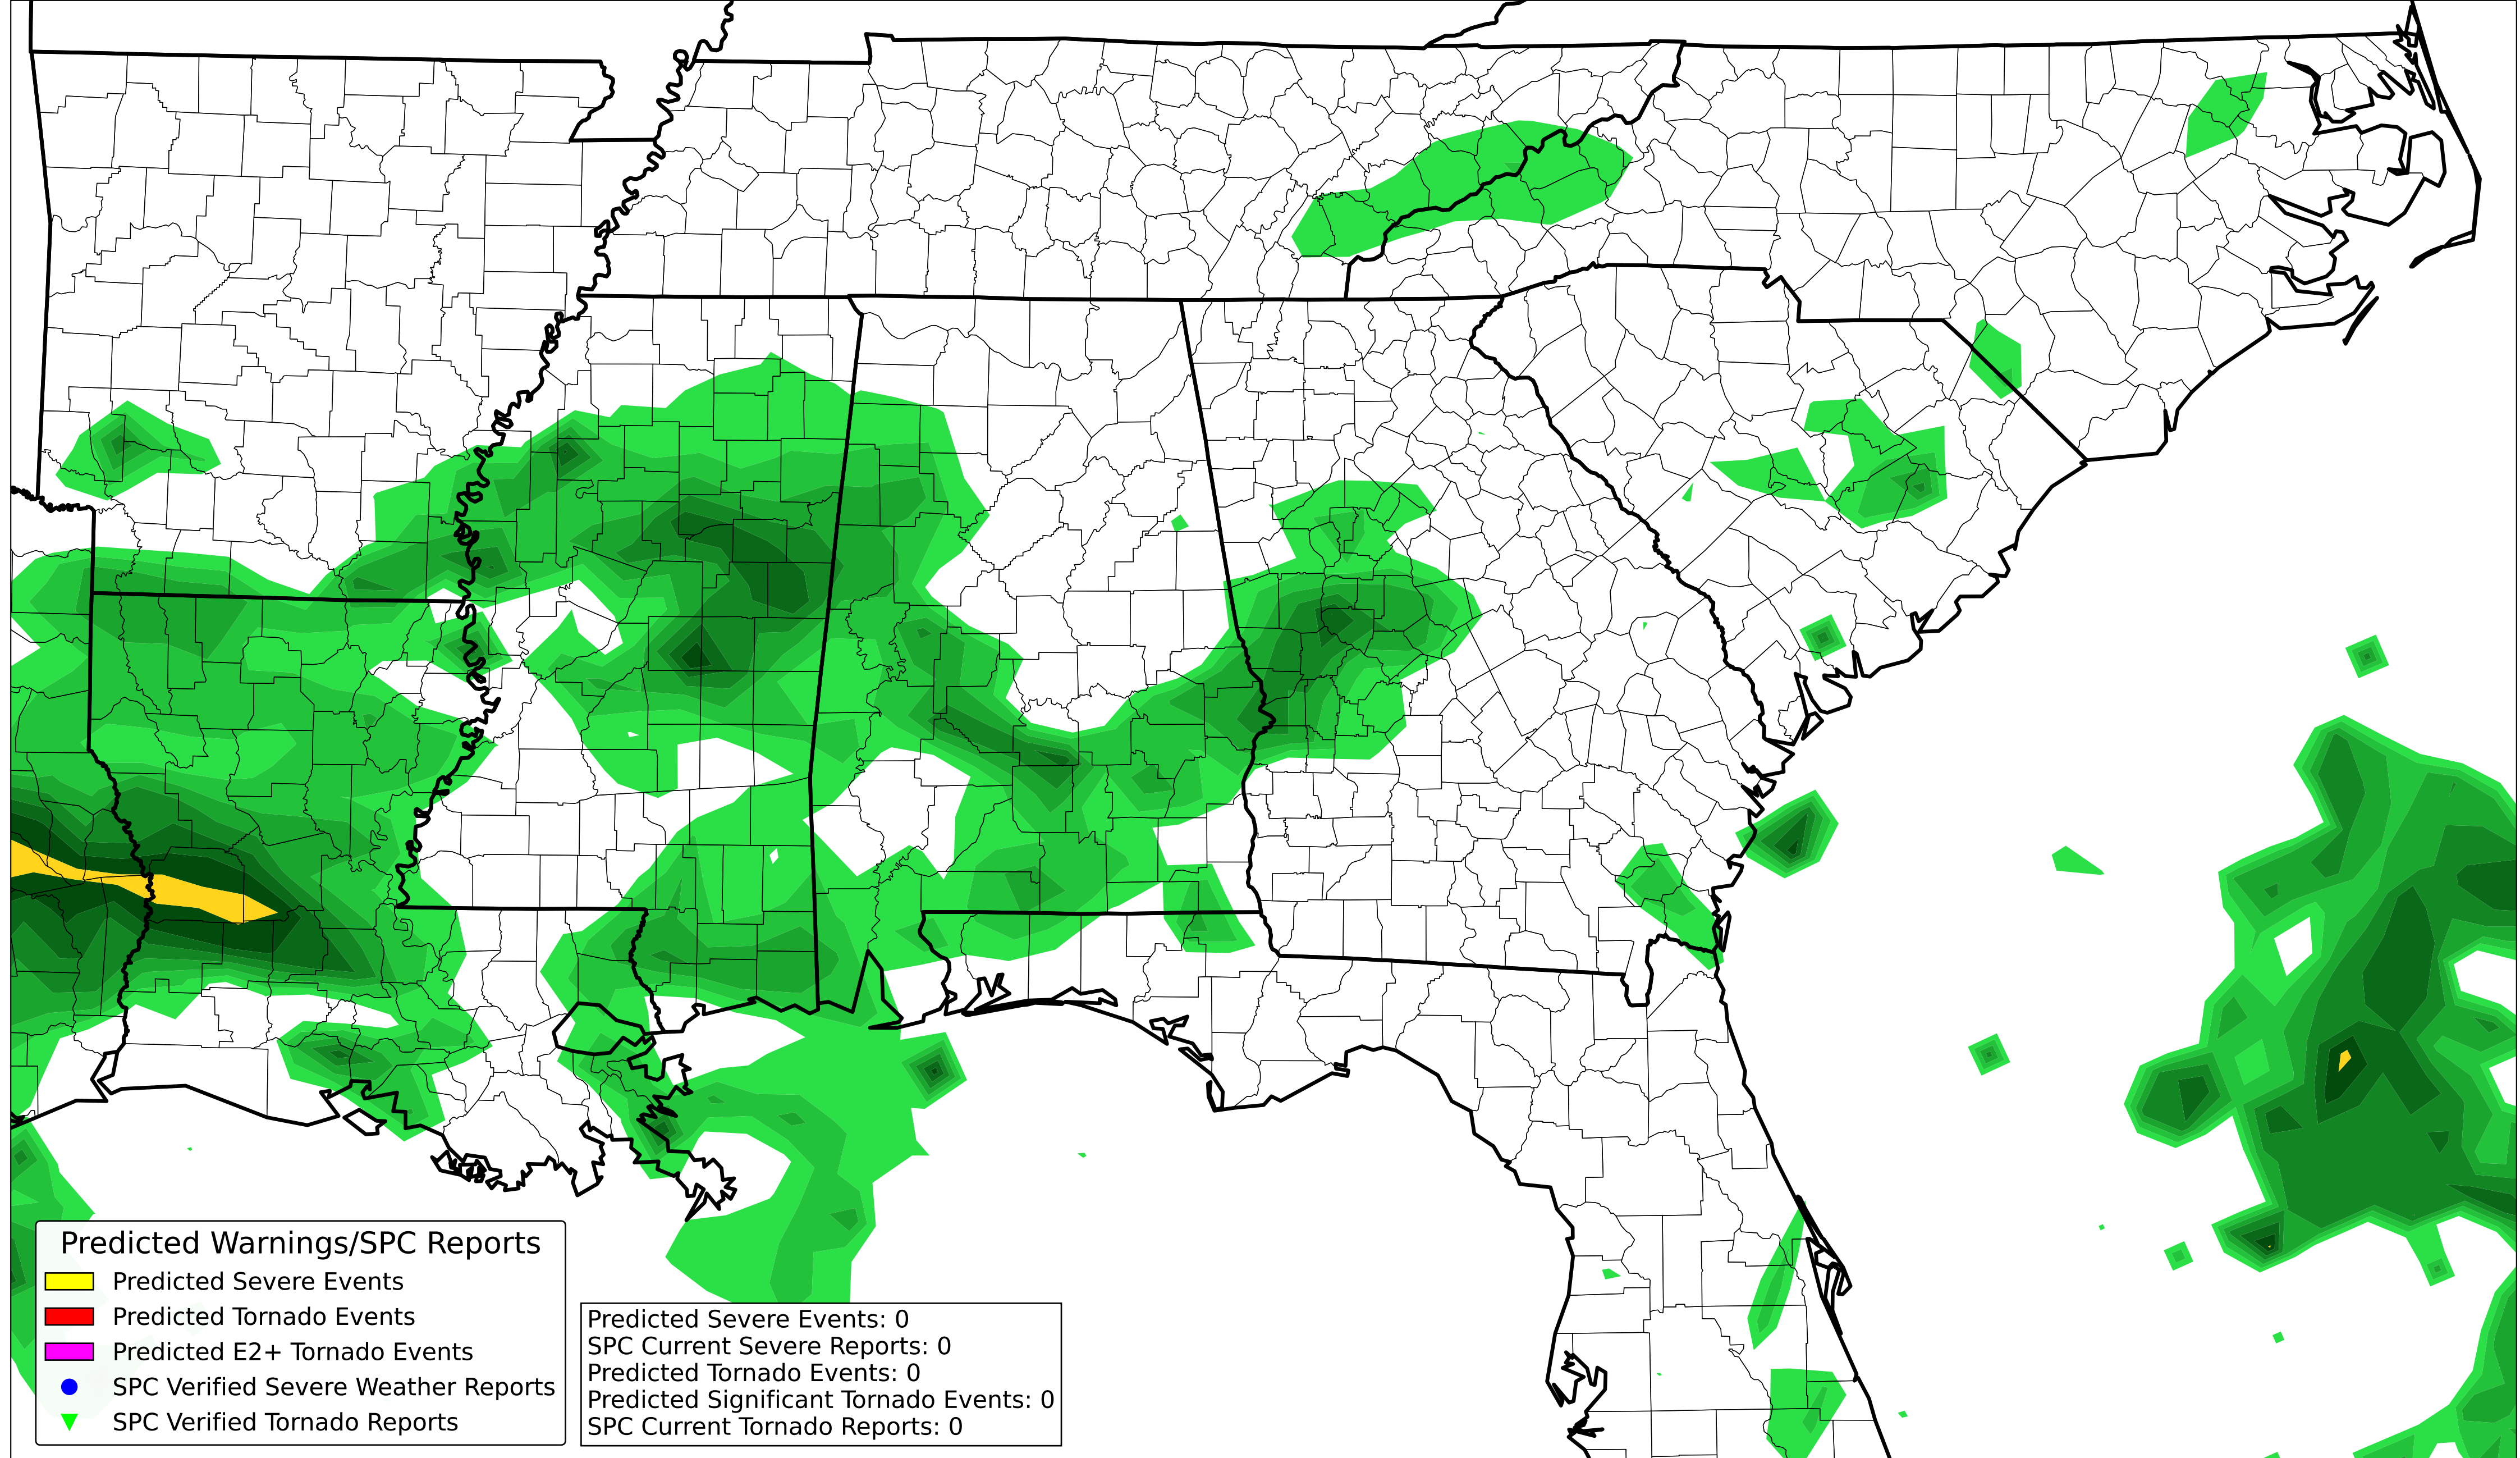 Predicted Warnings/SPC Reports
Predicted Severe Events
Predicted Tornado Events
Predicted E2+ Tornado Events
SPC Verified Severe Weather Reports
SPC Verified Tornado Reports
Predicted Severe Events: 0
SPC Current Severe Reports: 0
Predicted Tornado Events: 0
Predicted Significant Tornado Events: 0
SPC Current Tornado Reports: 0